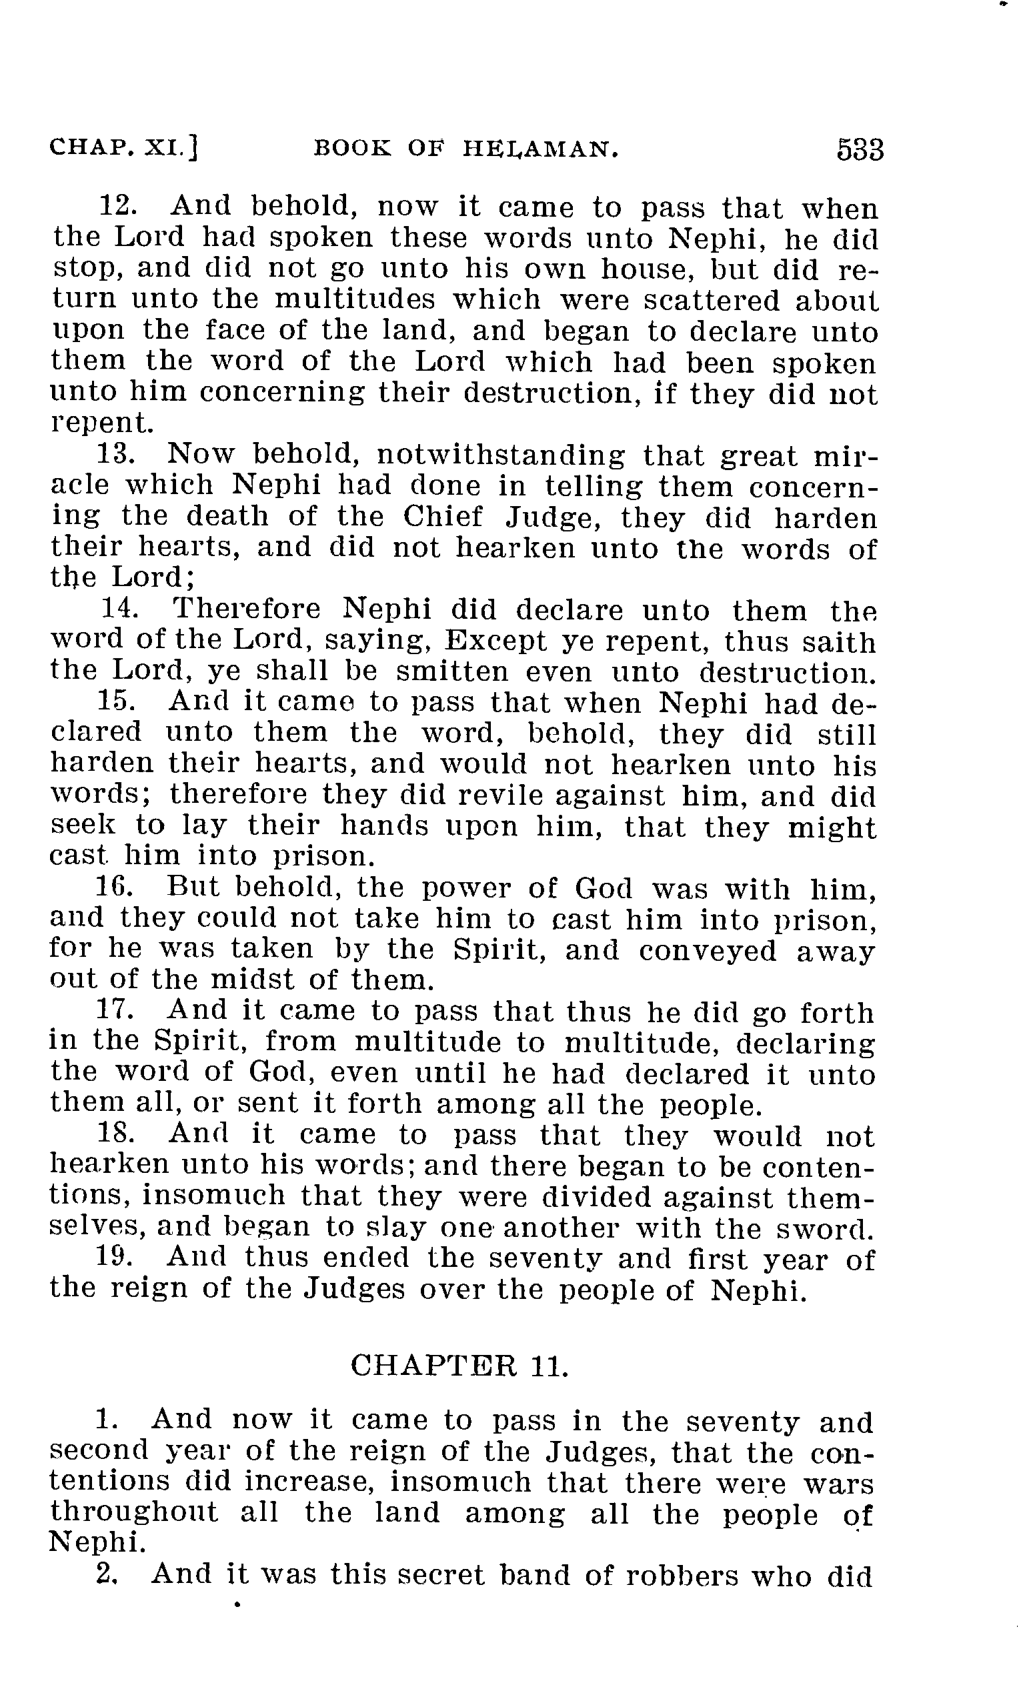 CHAP. XI.] BOOK OF HELAMAN. 533
12. And behold, now it came to pass that when
the Lord had spoken these words unto Nephi, he did
stop, and did not go unto his own house, but did re-
turn unto the multitudes which were scattered about
upon the face of the land, and began to declare unto
them the word of the Lord which had been spoken
unto him concerning their destruction, if they did not
repent.
13. Now behold, notwithstanding that great mir-
acle which Nephi had done in telling them concern-
ing the death of the Chief Judge, they did harden
their hearts, and did not hearken unto the words of
the Lord;
14. Therefore Nephi did declare unto them the
word of the Lord, saying, Except ye repent, thus saith
the Lord, ye shall be smitten even unto destruction.
15. And it came to pass that when Nephi had de-
clared unto them the word, behold, they did still
harden their hearts, and would not hearken unto his
words; therefore they did revile against him, and did
seek to lay their hands upon him, that they might
cast him into prison.
16. But behold, the power of God was with him,
and they could not take him to cast him into prison,
for he was taken by the Spirit, and conveyed away
out of the midst of them.
17. And it came to pass that thus he did go forth
in the Spirit, from multitude to multitude, declaring
the word of God, even until he had declared it unto
them all, or sent it forth among all the people.
18. And it came to pass that they would not
hearken unto his words; and there began to be conten-
tions, insomuch that they were divided against them-
selves, and began to slay one another with the sword.
19. And thus ended the seventy and first year of
the reign of the Judges over the people of Nephi.
CHAPTER 11.
1. And now it came to pass in the seventy and
second year of the reign of the Judges, that the con-
tentions did increase, insomuch that there were wars
throughout all the land among all the people of
Nephi.
2. And it was this secret band of robbers who did